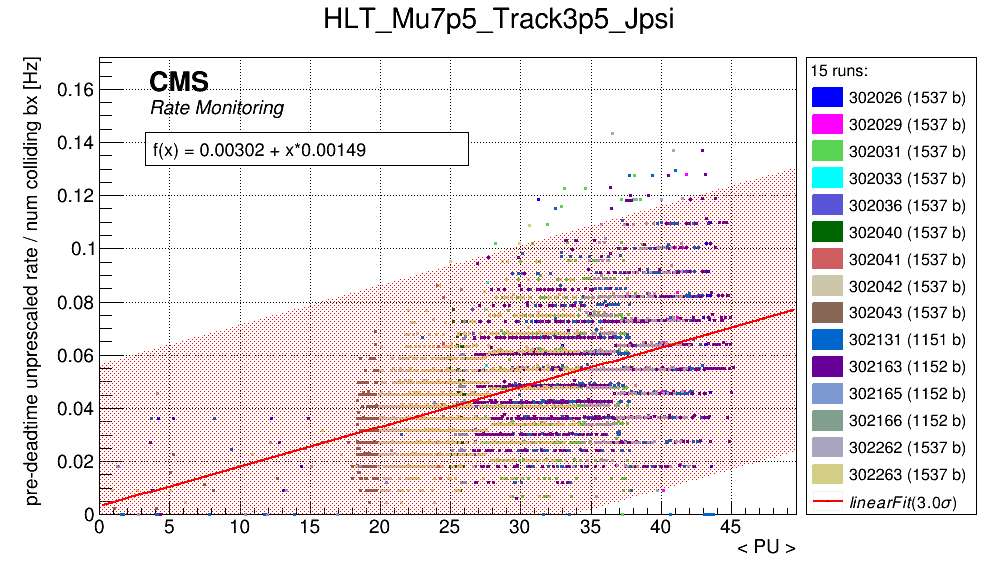 HLT_Mu7p5_Track3p5_Jpsi
pre-deadtime unprescaled rate / num colliding bx [Hz]
0.16
0.14
0.12
0.1
0.08
0.06
0.04
0.02
0
CMS
Rate Monitoring
f(x) = 0.00302 + x*0.00149
0 5 10 15 20 25 30 35 40 45
< PU >
15 runs:
302026 (1537 b)
302029 (1537 b)
302031 (1537 b)
302033 (1537 b)
302036 (1537 b)
302040 (1537 b)
302041 (1537 b)
302042 (1537 b)
302043 (1537 b)
302131 (1151 b)
302163 (1152 b)
302165 (1152 b)
302166 (1152 b)
302262 (1537 b)
302263 (1537 b)
linearFit(3.0σ)